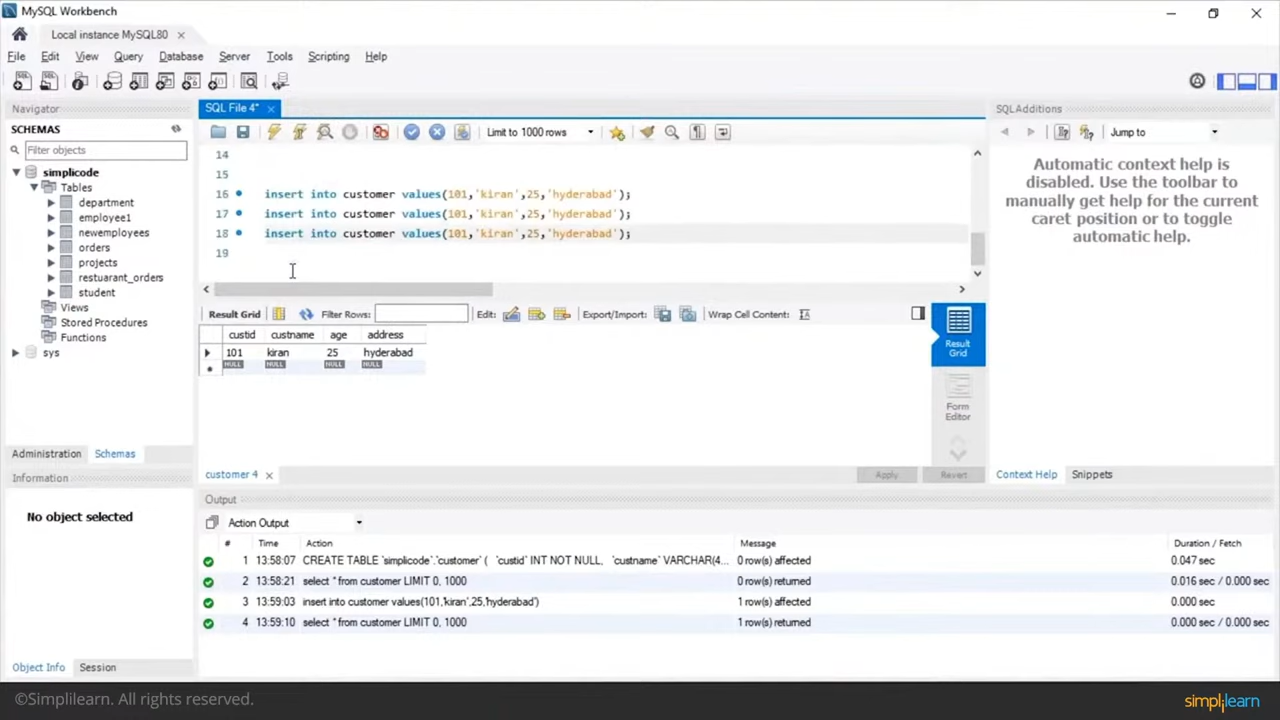 MySQL Workbench
Local instance MySQL80
File Edit View Query Database Server Tools Scripting Help
Navigator
SCHEMAS
Filter objects
simplicode
Tables
department
employee1
newemployees
orders
projects
restuarant_orders
student
Views
Stored Procedures
Functions
sys
Administration Schemas
Information
No object selected
Object Info Session
SQL File 4*
Limit to 1000 rows
14
15
16 insert into customer values(101,'kiran',25,'hyderabad');
17 insert into customer values(101,'kiran',25,'hyderabad');
18 insert into customer values(101,'kiran',25,'hyderabad');
19
Result Grid Filter Rows: Edit: Export/Import: Wrap Cell Content:
custid custname age address
101 kiran 25 hyderabad
NULL NULL NULL NULL
Result Grid
Form Editor
customer 4
Apply Revert
SQLAdditions
Jump to
Automatic context help is
disabled. Use the toolbar to
manually get help for the current
caret position or to toggle
automatic help.
Context Help Snippets
Output
Action Output
# Time Action Message Duration / Fetch
1 13:58:07 CREATE TABLE `simplicode`.`customer` ( `custid` INT NOT NULL, `custname` VARCHAR(4... 0 row(s) affected 0.047 sec
2 13:58:21 select * from customer LIMIT 0, 1000 0 row(s) returned 0.016 sec / 0.000 sec
3 13:59:03 insert into customer values(101,'kiran',25,'hyderabad') 1 row(s) affected 0.000 sec
4 13:59:10 select * from customer LIMIT 0, 1000 1 row(s) returned 0.000 sec / 0.000 sec
©Simplilearn. All rights reserved.
simplilearn